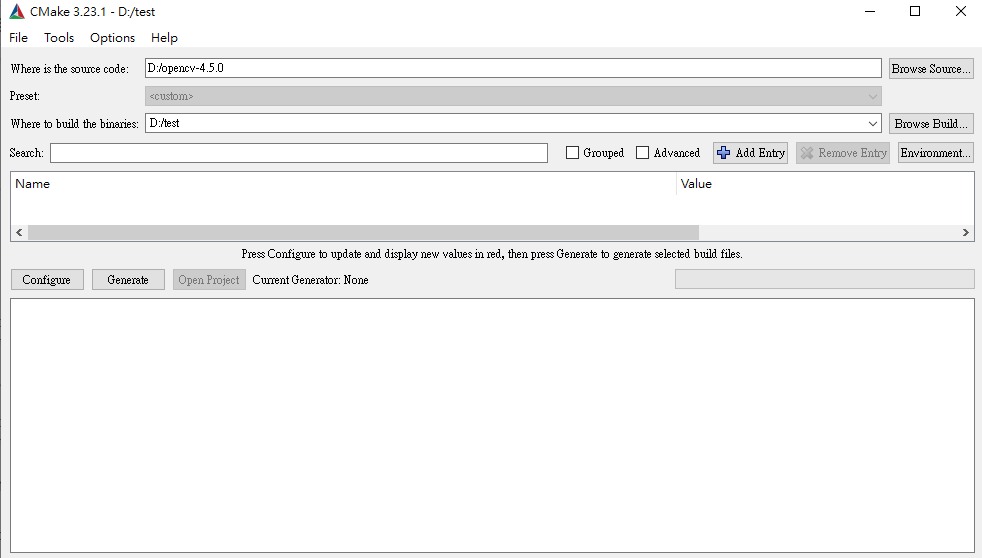 CMake 3.23.1 - D:/test
File Tools Options Help
Where is the source code: D:/opencv-4.5.0 Browse Source...
Preset: <custom>
Where to build the binaries: D:/test Browse Build...
Search: Grouped Advanced Add Entry Remove Entry Environment...
Name Value
Press Configure to update and display new values in red, then press Generate to generate selected build files.
Configure Generate Open Project Current Generator: None